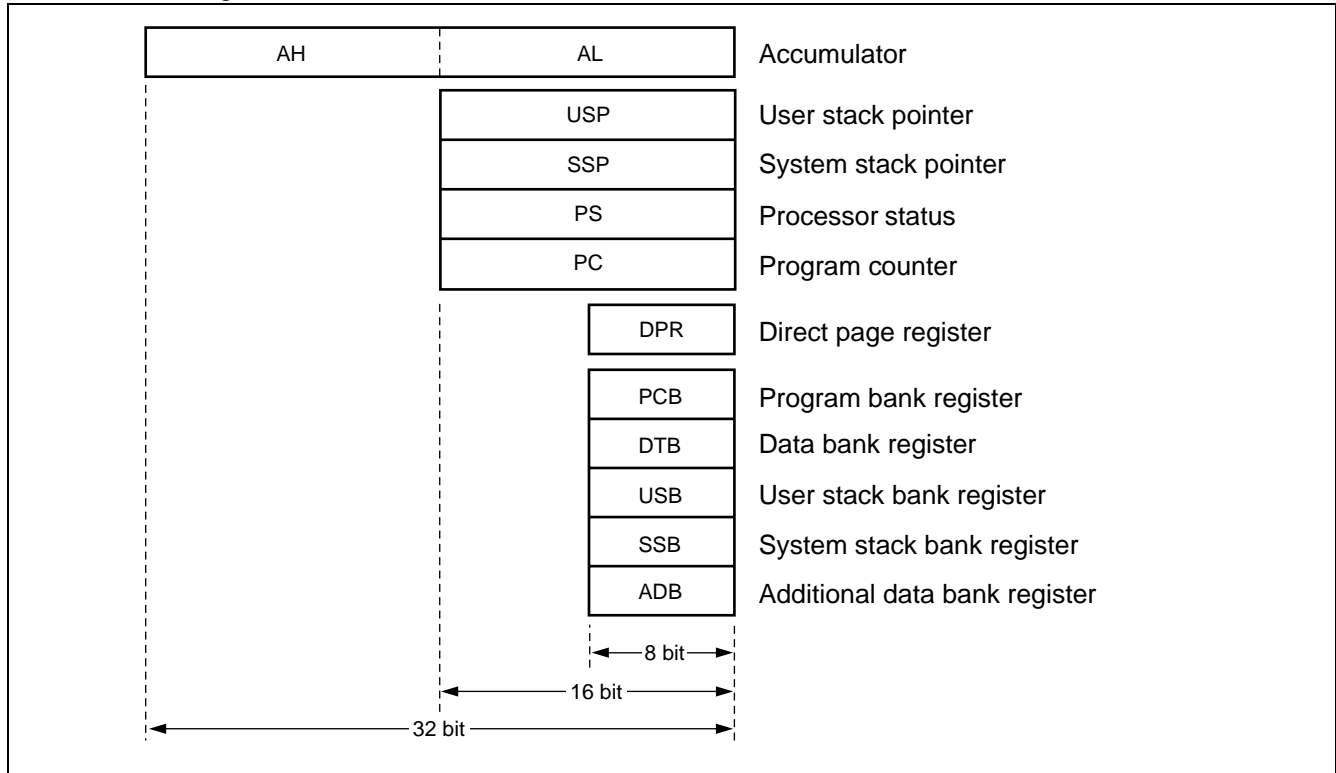 AH AL Accumulator
USP User stack pointer
SSP System stack pointer
PS Processor status
PC Program counter
DPR Direct page register
PCB Program bank register
DTB Data bank register
USB User stack bank register
SSB System stack bank register
ADB Additional data bank register
8 bit
16 bit
32 bit